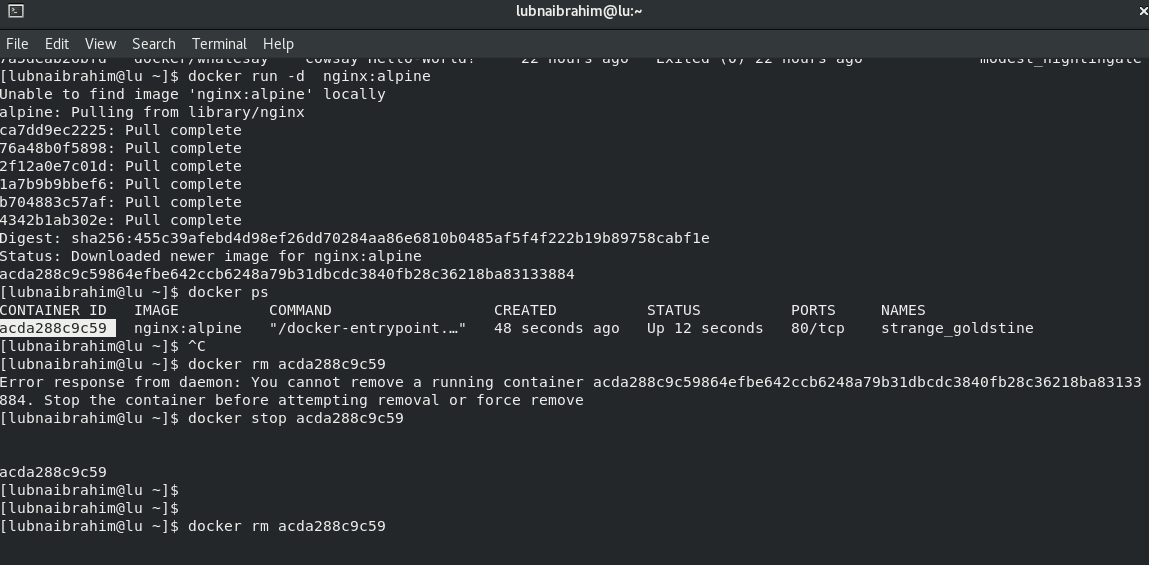 lubnaibrahim@lu:~
File Edit View Search Terminal Help
7a5deab26bfd docker/whalesay "cowsay Hello-World!" 22 hours ago Exited (0) 22 hours ago modest_nightingale
[lubnaibrahim@lu ~]$ docker run -d  nginx:alpine
Unable to find image 'nginx:alpine' locally
alpine: Pulling from library/nginx
ca7dd9ec2225: Pull complete
76a48b0f5898: Pull complete
2f12a0e7c01d: Pull complete
1a7b9b9bbef6: Pull complete
b704883c57af: Pull complete
4342b1ab302e: Pull complete
Digest: sha256:455c39afebd4d98ef26dd70284aa86e6810b0485af5f4f222b19b89758cabf1e
Status: Downloaded newer image for nginx:alpine
acda288c9c59864efbe642ccb6248a79b31dbcdc3840fb28c36218ba83133884
[lubnaibrahim@lu ~]$ docker ps
CONTAINER ID   IMAGE          COMMAND                  CREATED          STATUS          PORTS     NAMES
acda288c9c59   nginx:alpine   "/docker-entrypoint.…"   48 seconds ago   Up 12 seconds   80/tcp    strange_goldstine
[lubnaibrahim@lu ~]$ ^C
[lubnaibrahim@lu ~]$ docker rm acda288c9c59
Error response from daemon: You cannot remove a running container acda288c9c59864efbe642ccb6248a79b31dbcdc3840fb28c36218ba83133
884. Stop the container before attempting removal or force remove
[lubnaibrahim@lu ~]$ docker stop acda288c9c59
acda288c9c59
[lubnaibrahim@lu ~]$
[lubnaibrahim@lu ~]$
[lubnaibrahim@lu ~]$ docker rm acda288c9c59